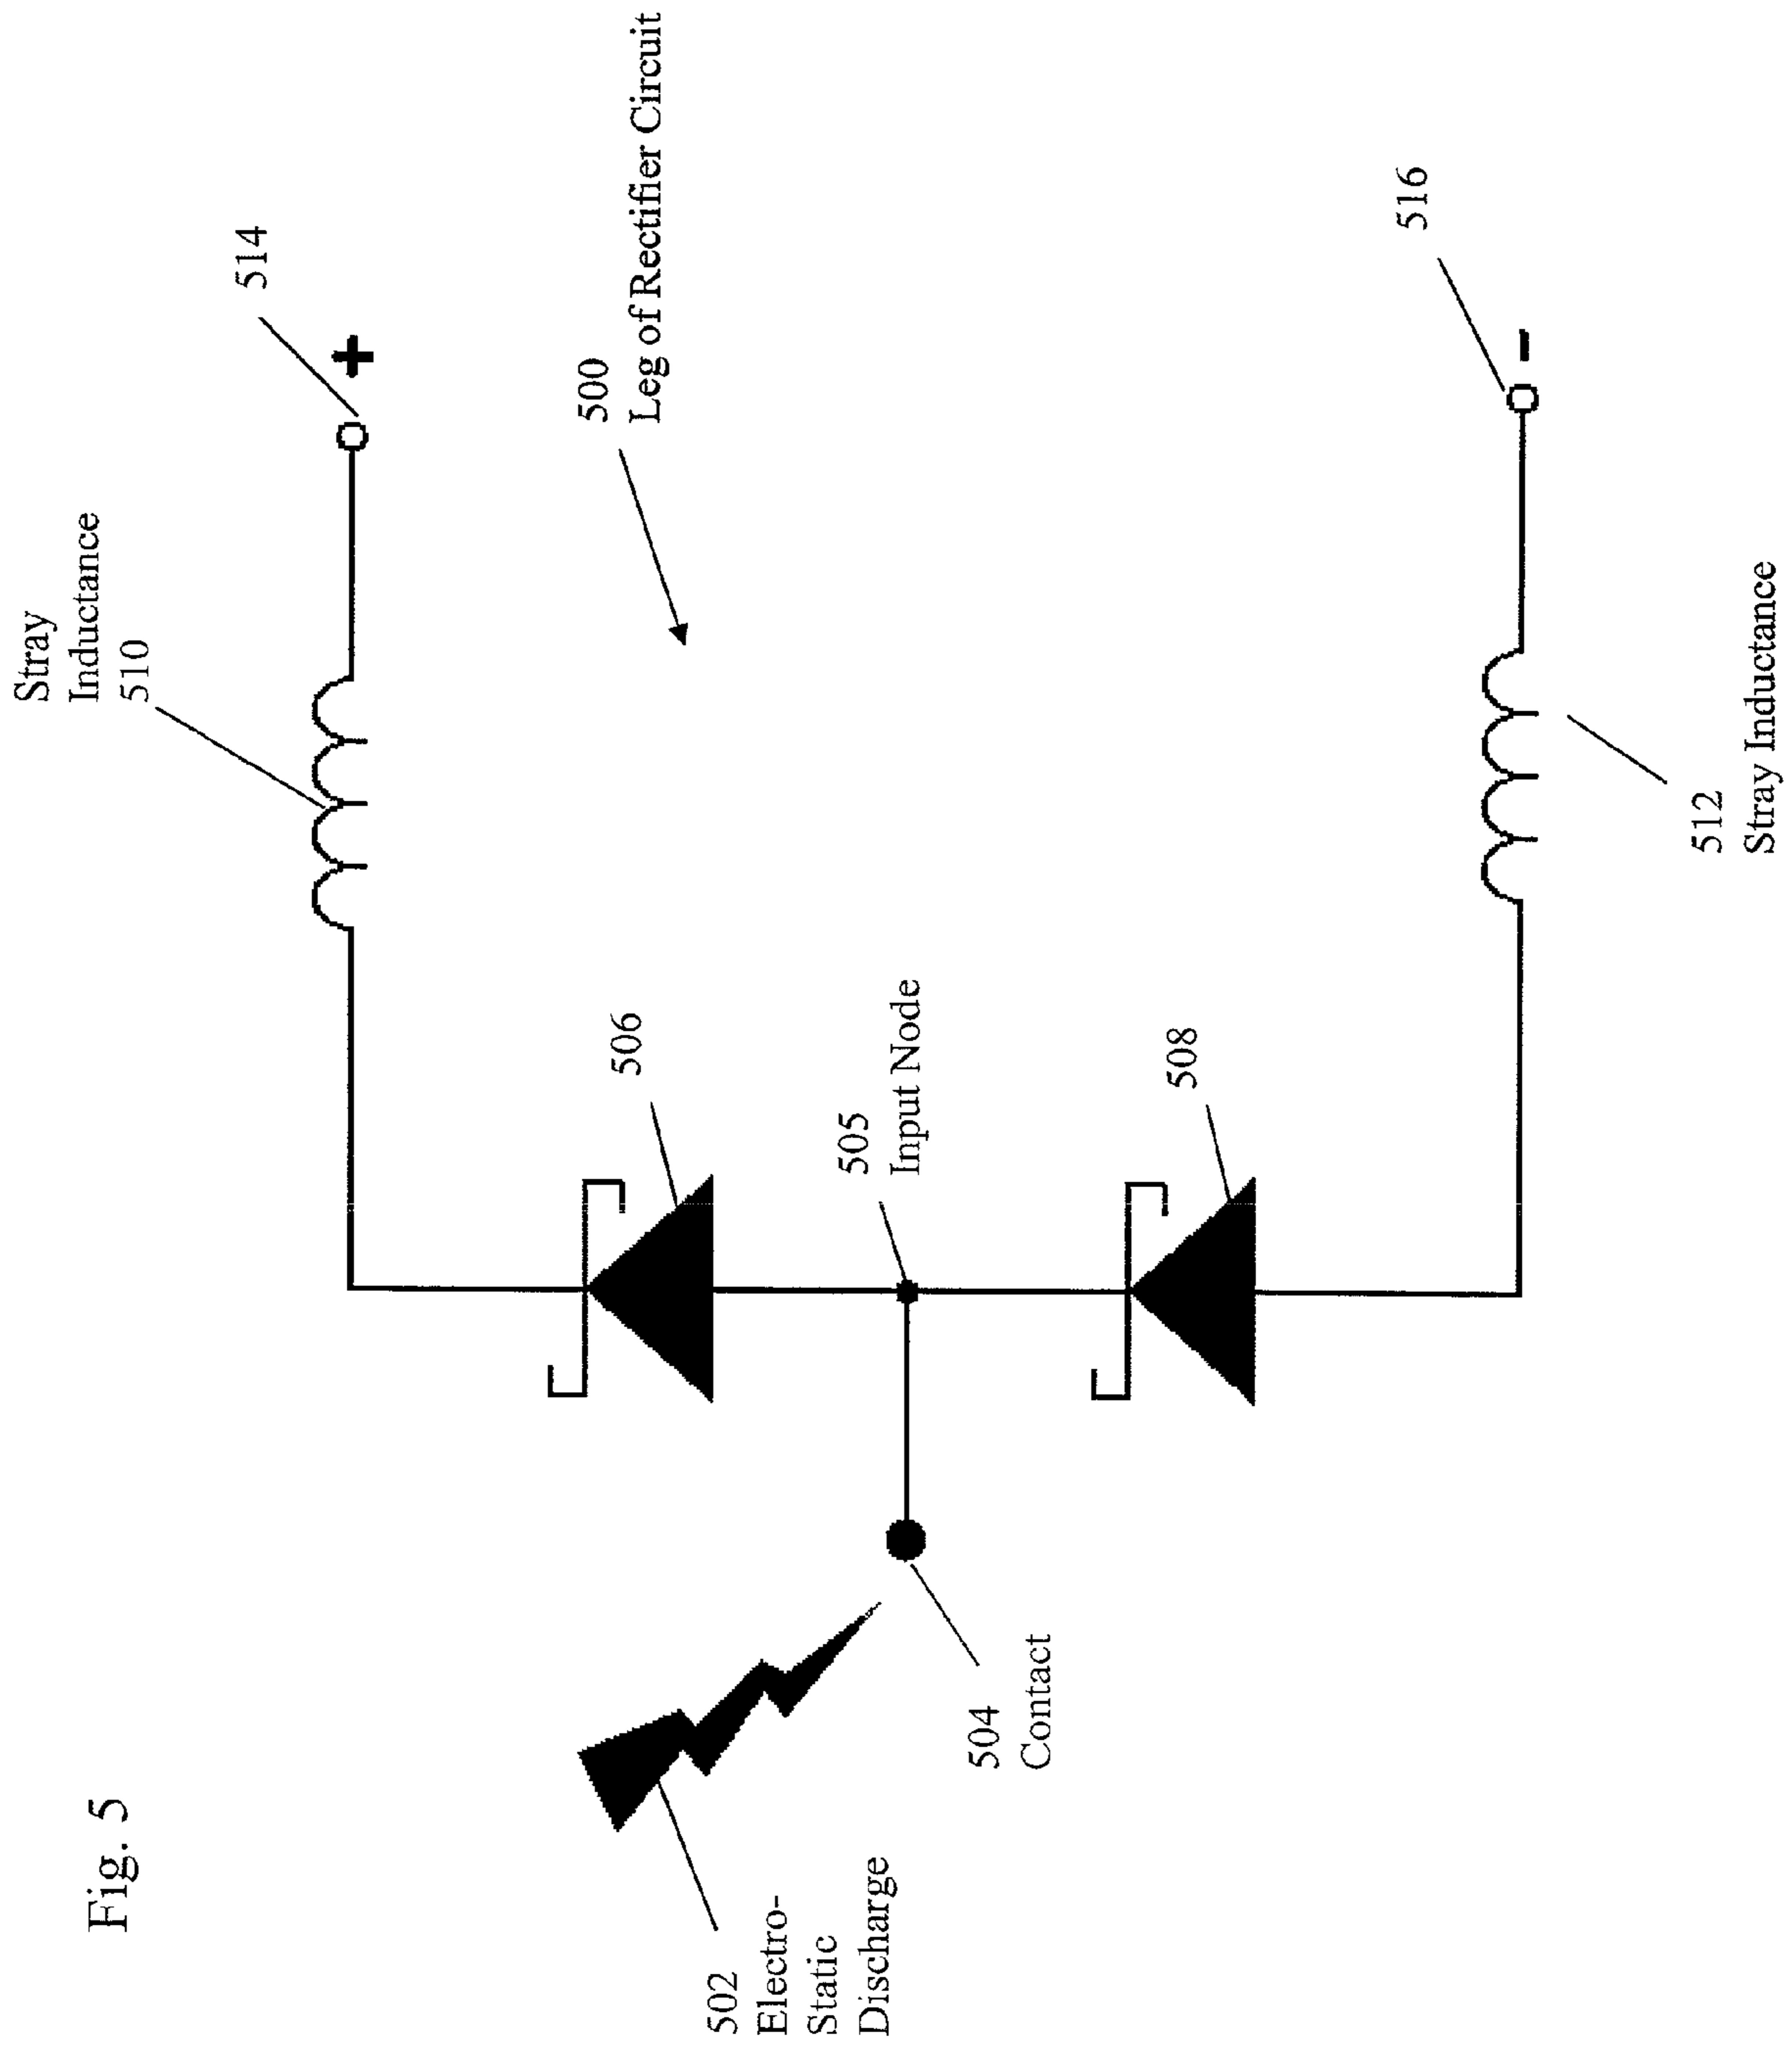 Fig. 5
Stray
Inductance
510
514
+
500
Leg of Rectifier Circuit
506
505
Input Node
502
Electro-
Static
Discharge
504
Contact
508
516
-
512
Stray Inductance